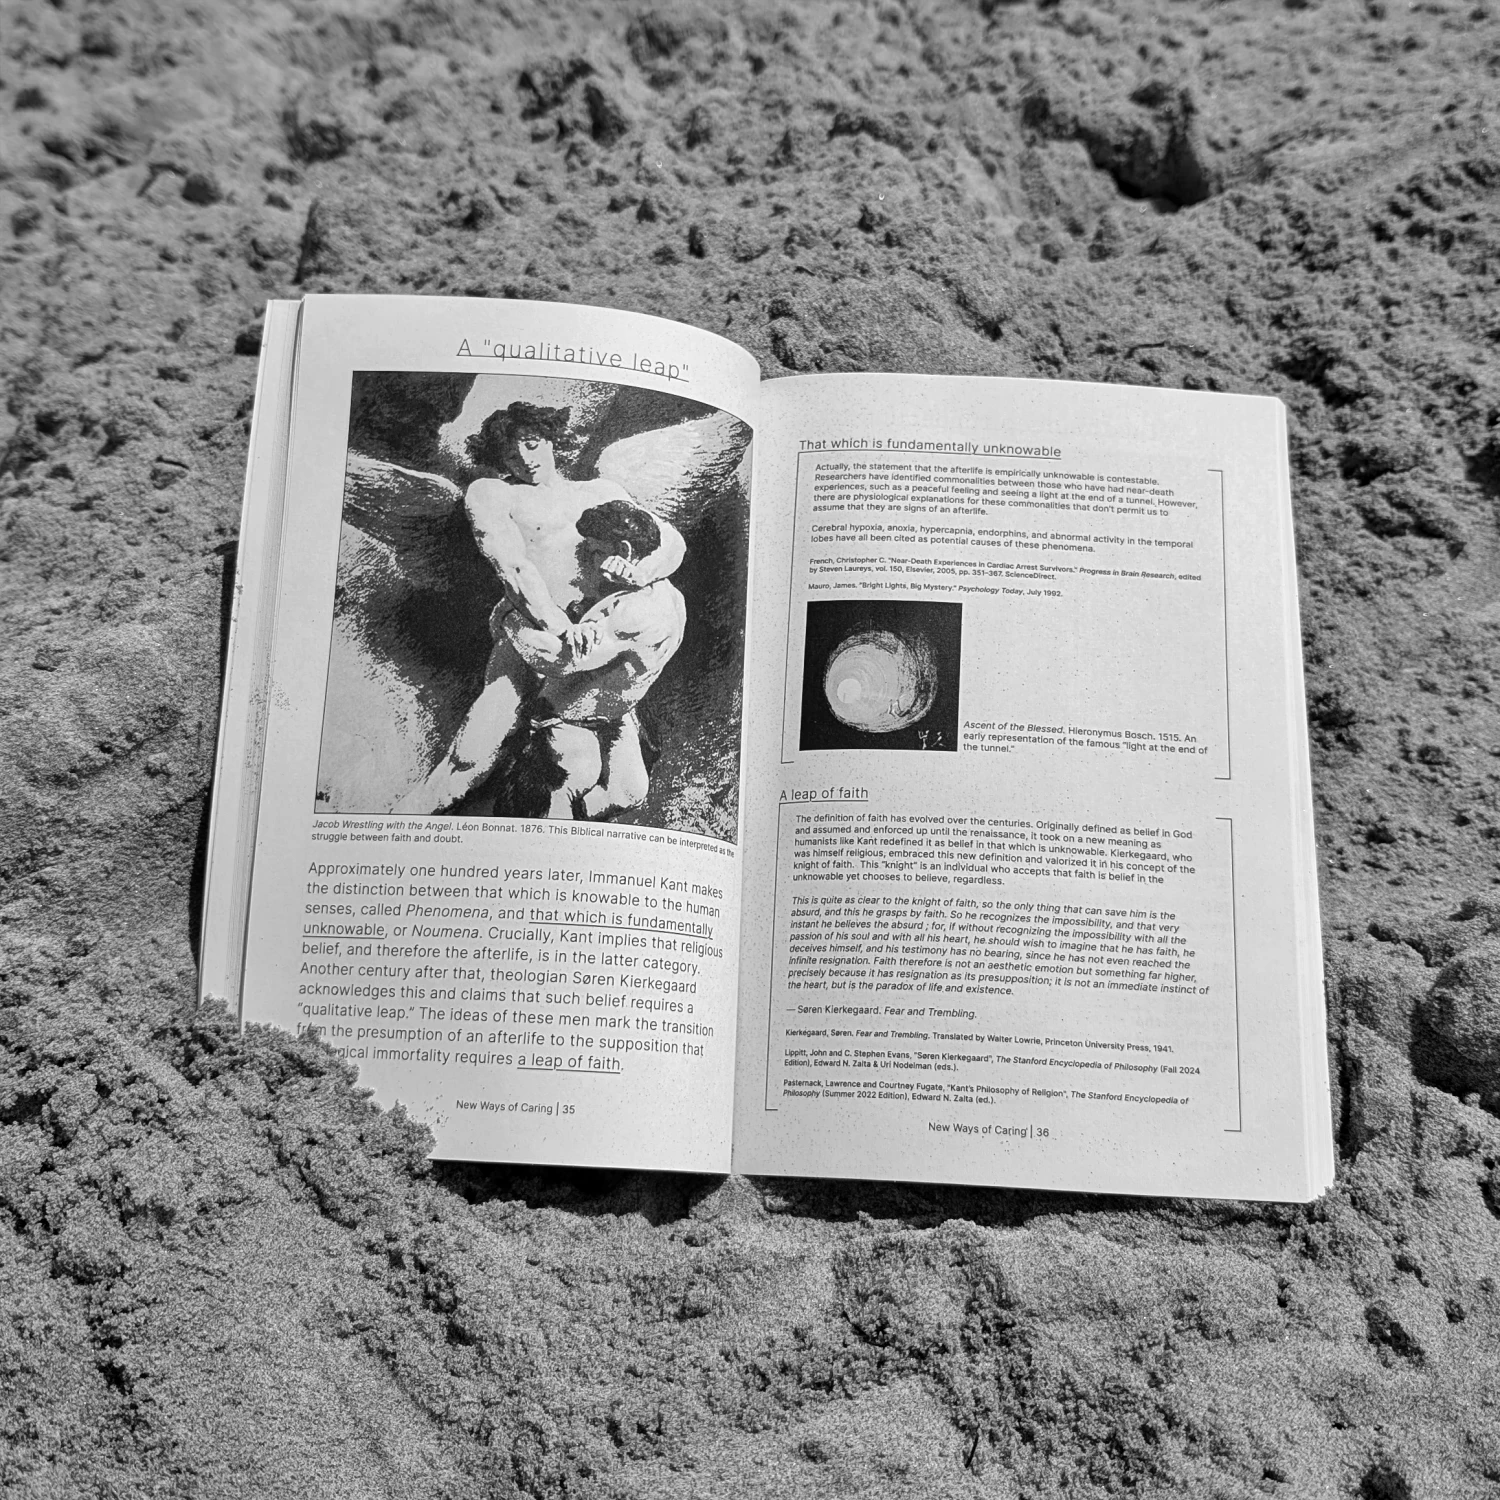 A "qualitative leap"
Jacob Wrestling with the Angel. Léon Bonnat. 1876. This Biblical narrative can be interpreted as the
struggle between faith and doubt.
Approximately one hundred years later, Immanuel Kant makes
the distinction between that which is knowable to the human
senses, called Phenomena, and that which is fundamentally
unknowable, or Noumena. Crucially, Kant implies that religious
belief, and therefore the afterlife, is in the latter category.
Another century after that, theologian Søren Kierkegaard
acknowledges this and claims that such belief requires a
“qualitative leap.” The ideas of these men mark the transition
from the presumption of an afterlife to the supposition that
immortality requires a leap of faith.
New Ways of Caring | 35
That which is fundamentally unknowable
Actually, the statement that the afterlife is empirically unknowable is contestable.
Researchers have identified commonalities between those who have had near-death
experiences, such as a peaceful feeling and seeing a light at the end of a tunnel. However,
there are physiological explanations for these commonalities that don't permit us to
assume that they are signs of an afterlife.
Cerebral hypoxia, anoxia, hypercapnia, endorphins, and abnormal activity in the temporal
lobes have all been cited as potential causes of these phenomena.
French, Christopher C. "Near-Death Experiences in Cardiac Arrest Survivors." Progress in Brain Research, edited
by Steven Laureys, vol. 150, Elsevier, 2005, pp. 351–367. ScienceDirect.
Mauro, James. "Bright Lights, Big Mystery." Psychology Today, July 1992.
Ascent of the Blessed. Hieronymus Bosch. 1515. An
early representation of the famous "light at the end of
the tunnel."
A leap of faith
The definition of faith has evolved over the centuries. Originally defined as belief in God
and assumed and enforced up until the renaissance, it took on a new meaning as
humanists like Kant redefined it as belief in that which is unknowable. Kierkegaard, who
was himself religious, embraced this new definition and valorized it in his concept of the
knight of faith. This "knight" is an individual who accepts that faith is belief in the
unknowable yet chooses to believe, regardless.
This is quite as clear to the knight of faith, so the only thing that can save him is the
absurd, and this he grasps by faith. So he recognizes the impossibility, and that very
instant he believes the absurd ; for, if without recognizing the impossibility with all the
passion of his soul and with all his heart, he should wish to imagine that he has faith, he
deceives himself, and his testimony has no bearing, since he has not even reached the
infinite resignation. Faith therefore is not an aesthetic emotion but something far higher,
precisely because it has resignation as its presupposition; it is not an immediate instinct of
the heart, but is the paradox of life and existence.
— Søren Kierkegaard. Fear and Trembling.
Kierkegaard, Søren. Fear and Trembling. Translated by Walter Lowrie, Princeton University Press, 1941.
Lippitt, John and C. Stephen Evans, "Søren Kierkegaard", The Stanford Encyclopedia of Philosophy (Fall 2024
Edition), Edward N. Zalta & Uri Nodelman (eds.).
Pasternack, Lawrence and Courtney Fugate, "Kant's Philosophy of Religion", The Stanford Encyclopedia of
Philosophy (Summer 2022 Edition), Edward N. Zalta (ed.).
New Ways of Caring | 36